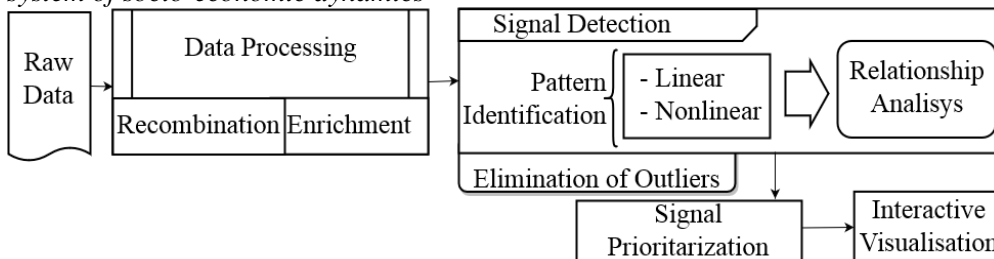 system of socio-economic dynamics
Raw
Data
Data Processing
Recombination
Enrichment
Signal Detection
Pattern
Identification
- Linear
- Nonlinear
Relationship
Analisys
Elimination of Outliers
Signal
Prioritarization
Interactive
Visualisation